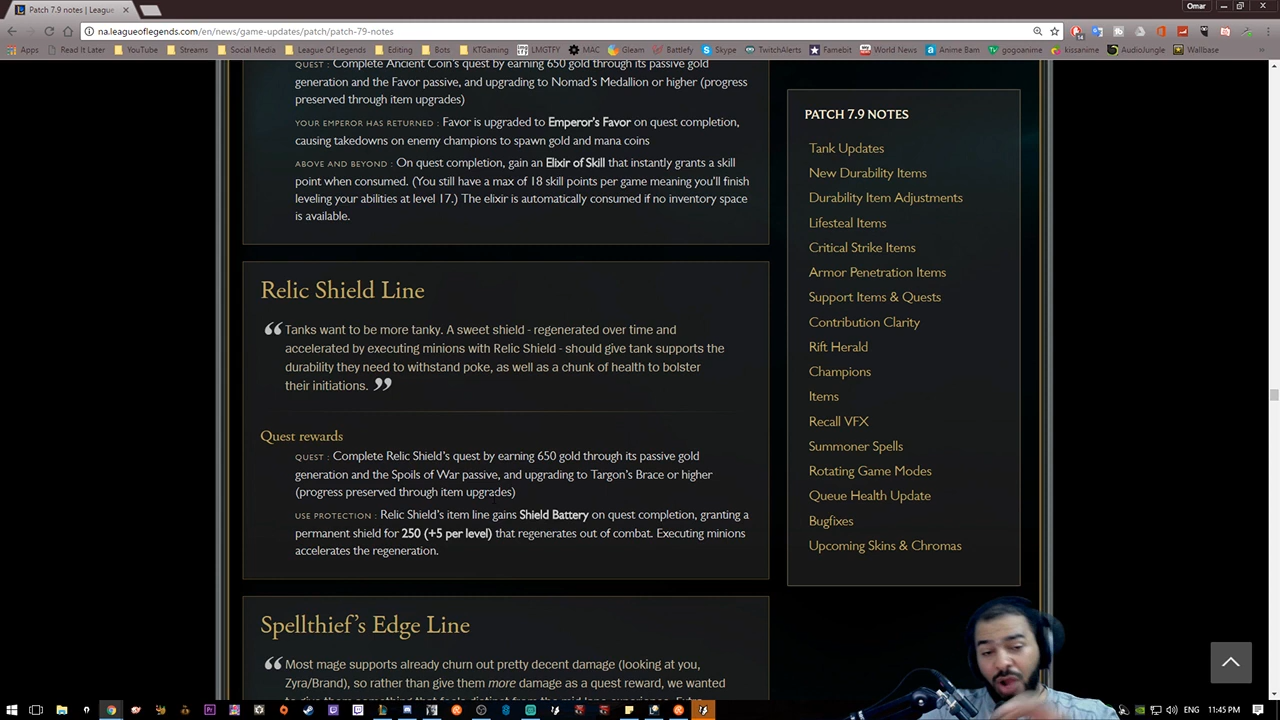 Patch 7.9 notes | League
Omar
na.leagueoflegends.com/en/news/game-updates/patch/patch-79-notes
Apps Read it Later YouTube Streams Social Media League Of Legends Editing Bots KTGaming LMGTFY MAC Gleam Battlefy Skype TwitchAlerts Famebit World News Anime Bam gogoanime kissanime AudioJungle Wallbase
QUEST : Complete Ancient Coin's quest by earning 650 gold through its passive gold
generation and the Favor passive, and upgrading to Nomad's Medallion or higher (progress
preserved through item upgrades)
YOUR EMPEROR HAS RETURNED : Favor is upgraded to Emperor's Favor on quest completion,
causing takedowns on enemy champions to spawn gold and mana coins
ABOVE AND BEYOND : On quest completion, gain an Elixir of Skill that instantly grants a skill
point when consumed. (You still have a max of 18 skill points per game meaning you'll finish
leveling your abilities at level 17.) The elixir is automatically consumed if no inventory space
is available.
Relic Shield Line
Tanks want to be more tanky. A sweet shield - regenerated over time and
accelerated by executing minions with Relic Shield - should give tank supports the
durability they need to withstand poke, as well as a chunk of health to bolster
their initiations.
Quest rewards
QUEST : Complete Relic Shield's quest by earning 650 gold through its passive gold
generation and the Spoils of War passive, and upgrading to Targon's Brace or higher
(progress preserved through item upgrades)
USE PROTECTION : Relic Shield's item line gains Shield Battery on quest completion, granting a
permanent shield for 250 (+5 per level) that regenerates out of combat. Executing minions
accelerates the regeneration.
Spellthief's Edge Line
Most mage supports already churn out pretty decent damage (looking at you,
Zyra/Brand), so rather than give them more damage as a quest reward, we wanted
PATCH 7.9 NOTES
Tank Updates
New Durability Items
Durability Item Adjustments
Lifesteal Items
Critical Strike Items
Armor Penetration Items
Support Items & Quests
Contribution Clarity
Rift Herald
Champions
Items
Recall VFX
Summoner Spells
Rotating Game Modes
Queue Health Update
Bugfixes
Upcoming Skins & Chromas
ENG 11:45 PM